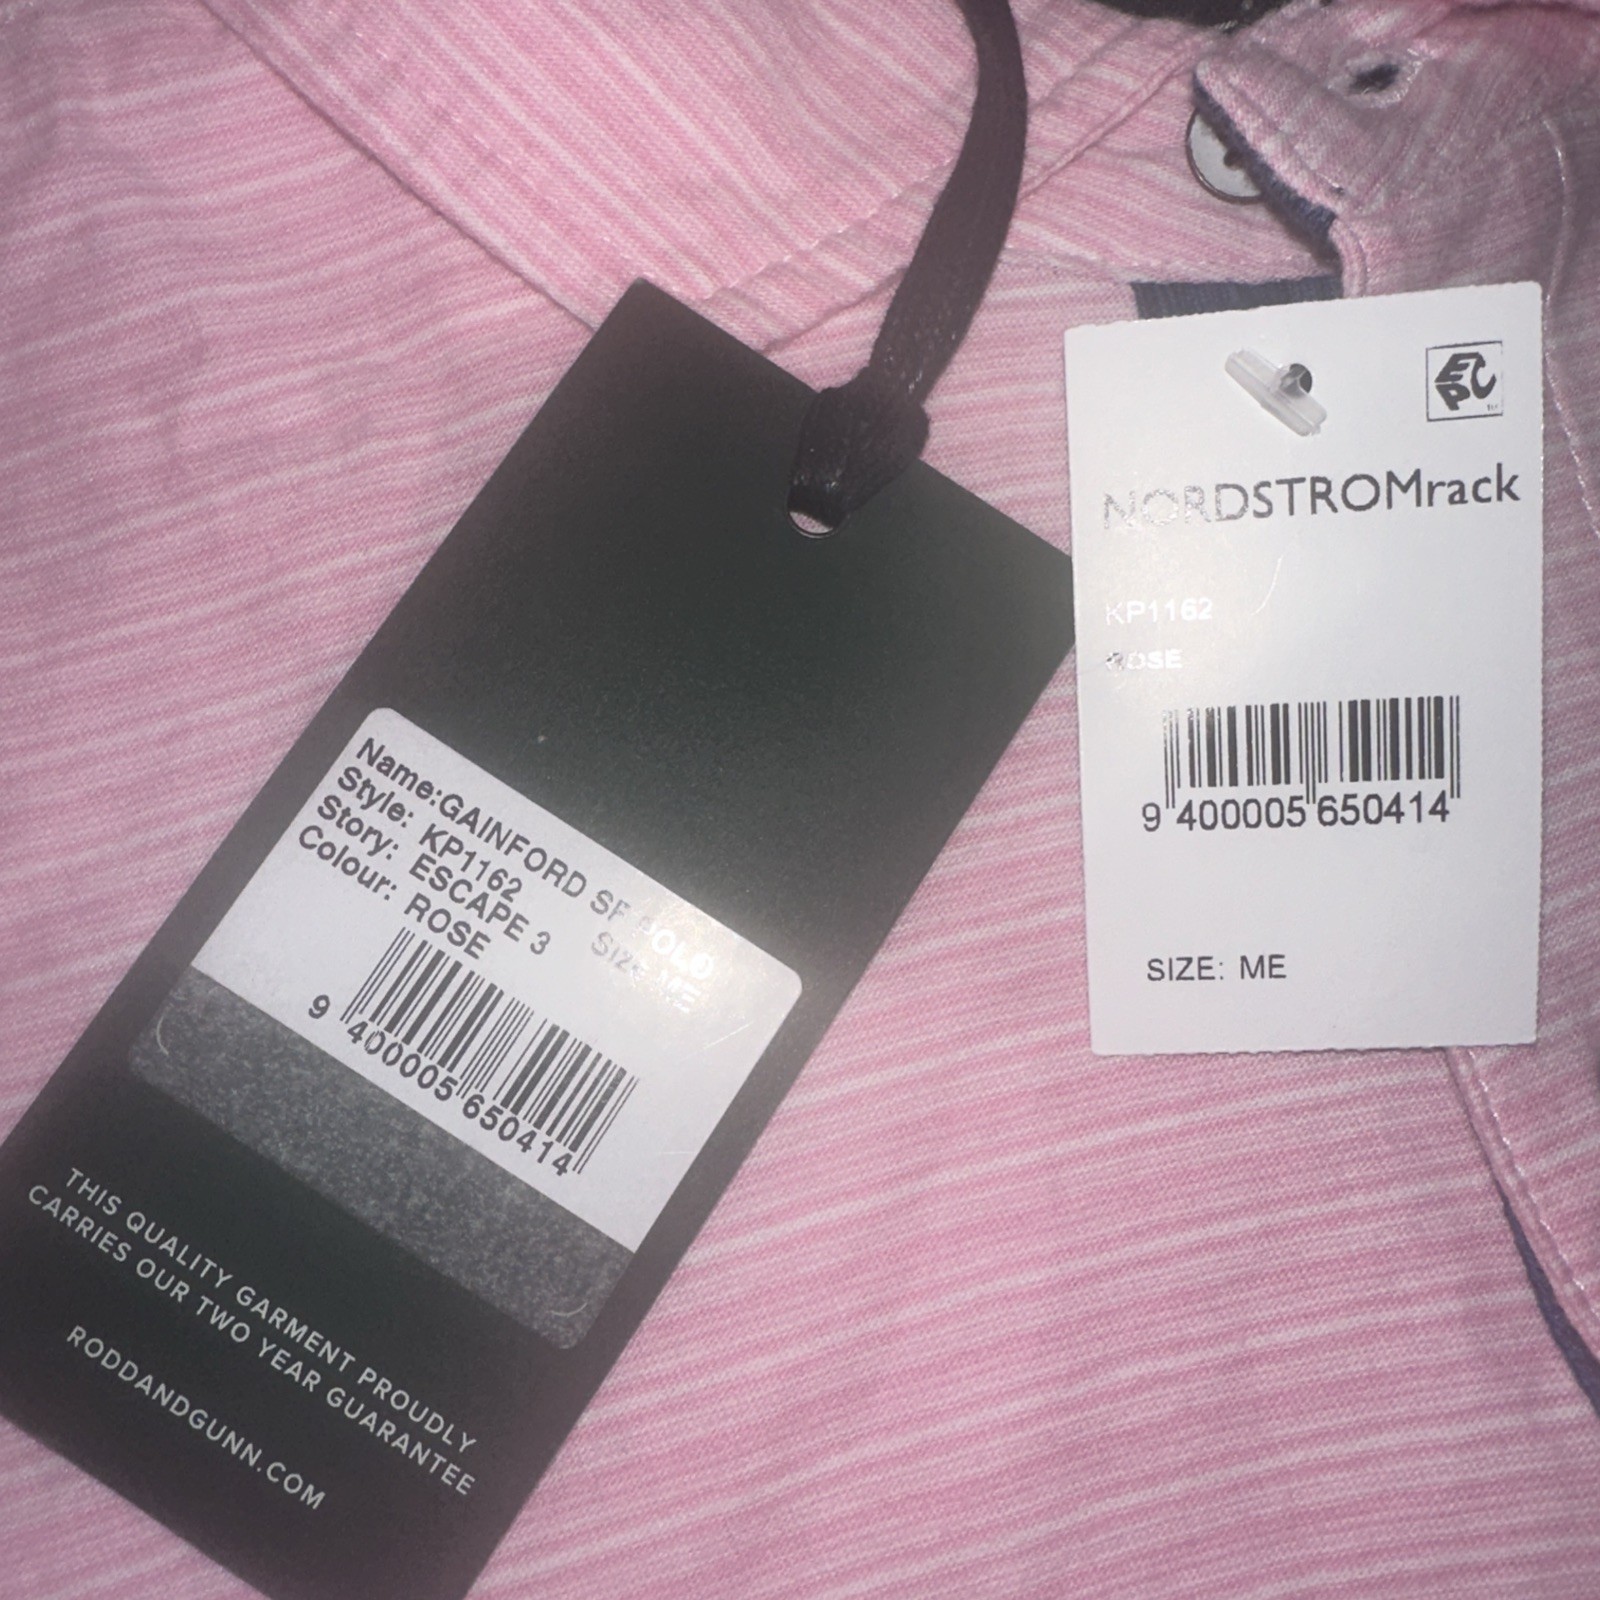 Name:GAINFORD SF POLO
Style: KP1162
Story: ESCAPE 3 Size: ME
Colour: ROSE
9 400005 650414
THIS QUALITY GARMENT PROUDLY
CARRIES OUR TWO YEAR GUARANTEE
RODDANDGUNN.COM
EPC
NORDSTROMrack
KP1162
ROSE
9 400005 650414
SIZE: ME